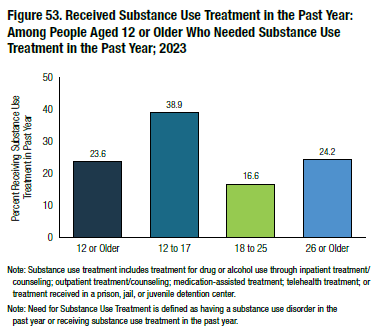 Figure 53. Received Substance Use Treatment in the Past Year:
Among People Aged 12 or Older Who Needed Substance Use
Treatment in the Past Year; 2023
Percent Receiving Substance Use
Treatment in Past Year
50
40
30
20
10
0
23.6
38.9
16.6
24.2
12 or Older
12 to 17
18 to 25
26 or Older
Note: Substance use treatment includes treatment for drug or alcohol use through inpatient treatment/
counseling; outpatient treatment/counseling; medication-assisted treatment; telehealth treatment; or
treatment received in a prison, jail, or juvenile detention center.
Note: Need for Substance Use Treatment is defined as having a substance use disorder in the
past year or receiving substance use treatment in the past year.